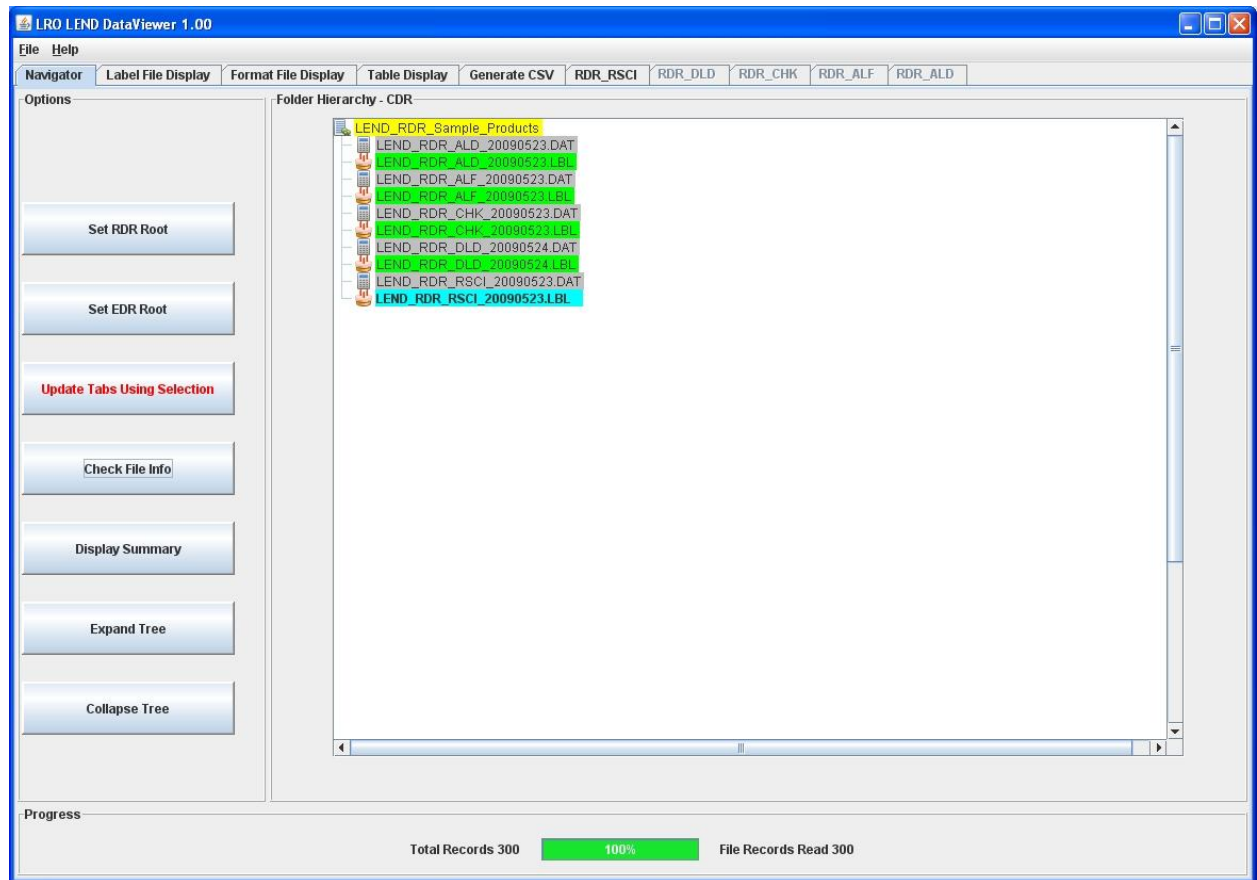 LRO LEND DataViewer 1.00
File Help
Navigator Label File Display Format File Display Table Display Generate CSV RDR_RSCI RDR_DLD RDR_CHK RDR_ALF RDR_ALD
Options
Folder Hierarchy - CDR
LEND_RDR_Sample_Products
LEND_RDR_ALD_20090523.DAT
LEND_RDR_ALD_20090523.LBL
LEND_RDR_ALF_20090523.DAT
LEND_RDR_ALF_20090523.LBL
LEND_RDR_CHK_20090523.DAT
LEND_RDR_CHK_20090523.LBL
LEND_RDR_DLD_20090524.DAT
LEND_RDR_DLD_20090524.LBL
LEND_RDR_RSCI_20090523.DAT
LEND_RDR_RSCI_20090523.LBL
Set RDR Root
Set EDR Root
Update Tabs Using Selection
Check File Info
Display Summary
Expand Tree
Collapse Tree
Progress
Total Records 300 100% File Records Read 300